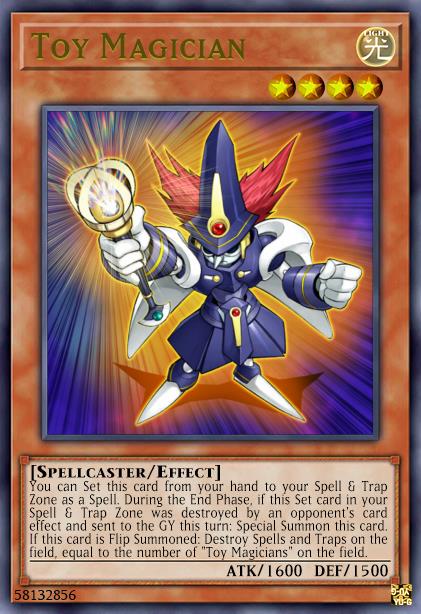 Toy Magician
LIGHT
光
[Spellcaster/Effect]
You can Set this card from your hand to your Spell & Trap
Zone as a Spell. During the End Phase, if this Set card in your
Spell & Trap Zone was destroyed by an opponent's card
effect and sent to the GY this turn: Special Summon this card.
If this card is Flip Summoned: Destroy Spells and Traps on the
field, equal to the number of "Toy Magicians" on the field.
ATK/1600 DEF/1500
58132856